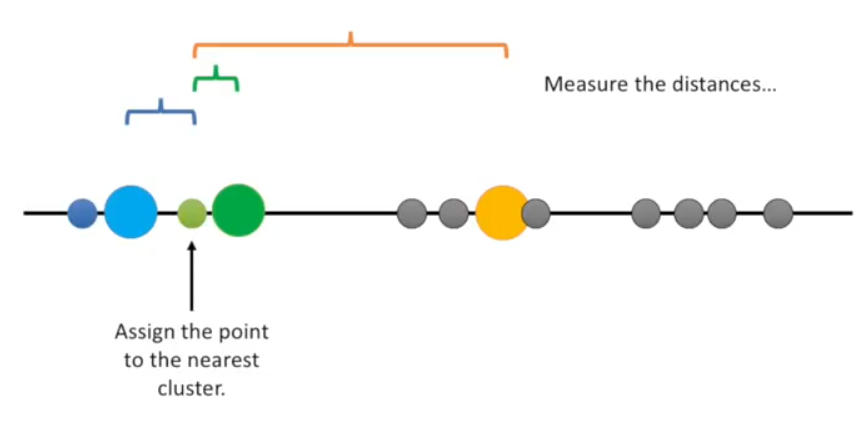 Measure the distances...
Assign the point
to the nearest
cluster.